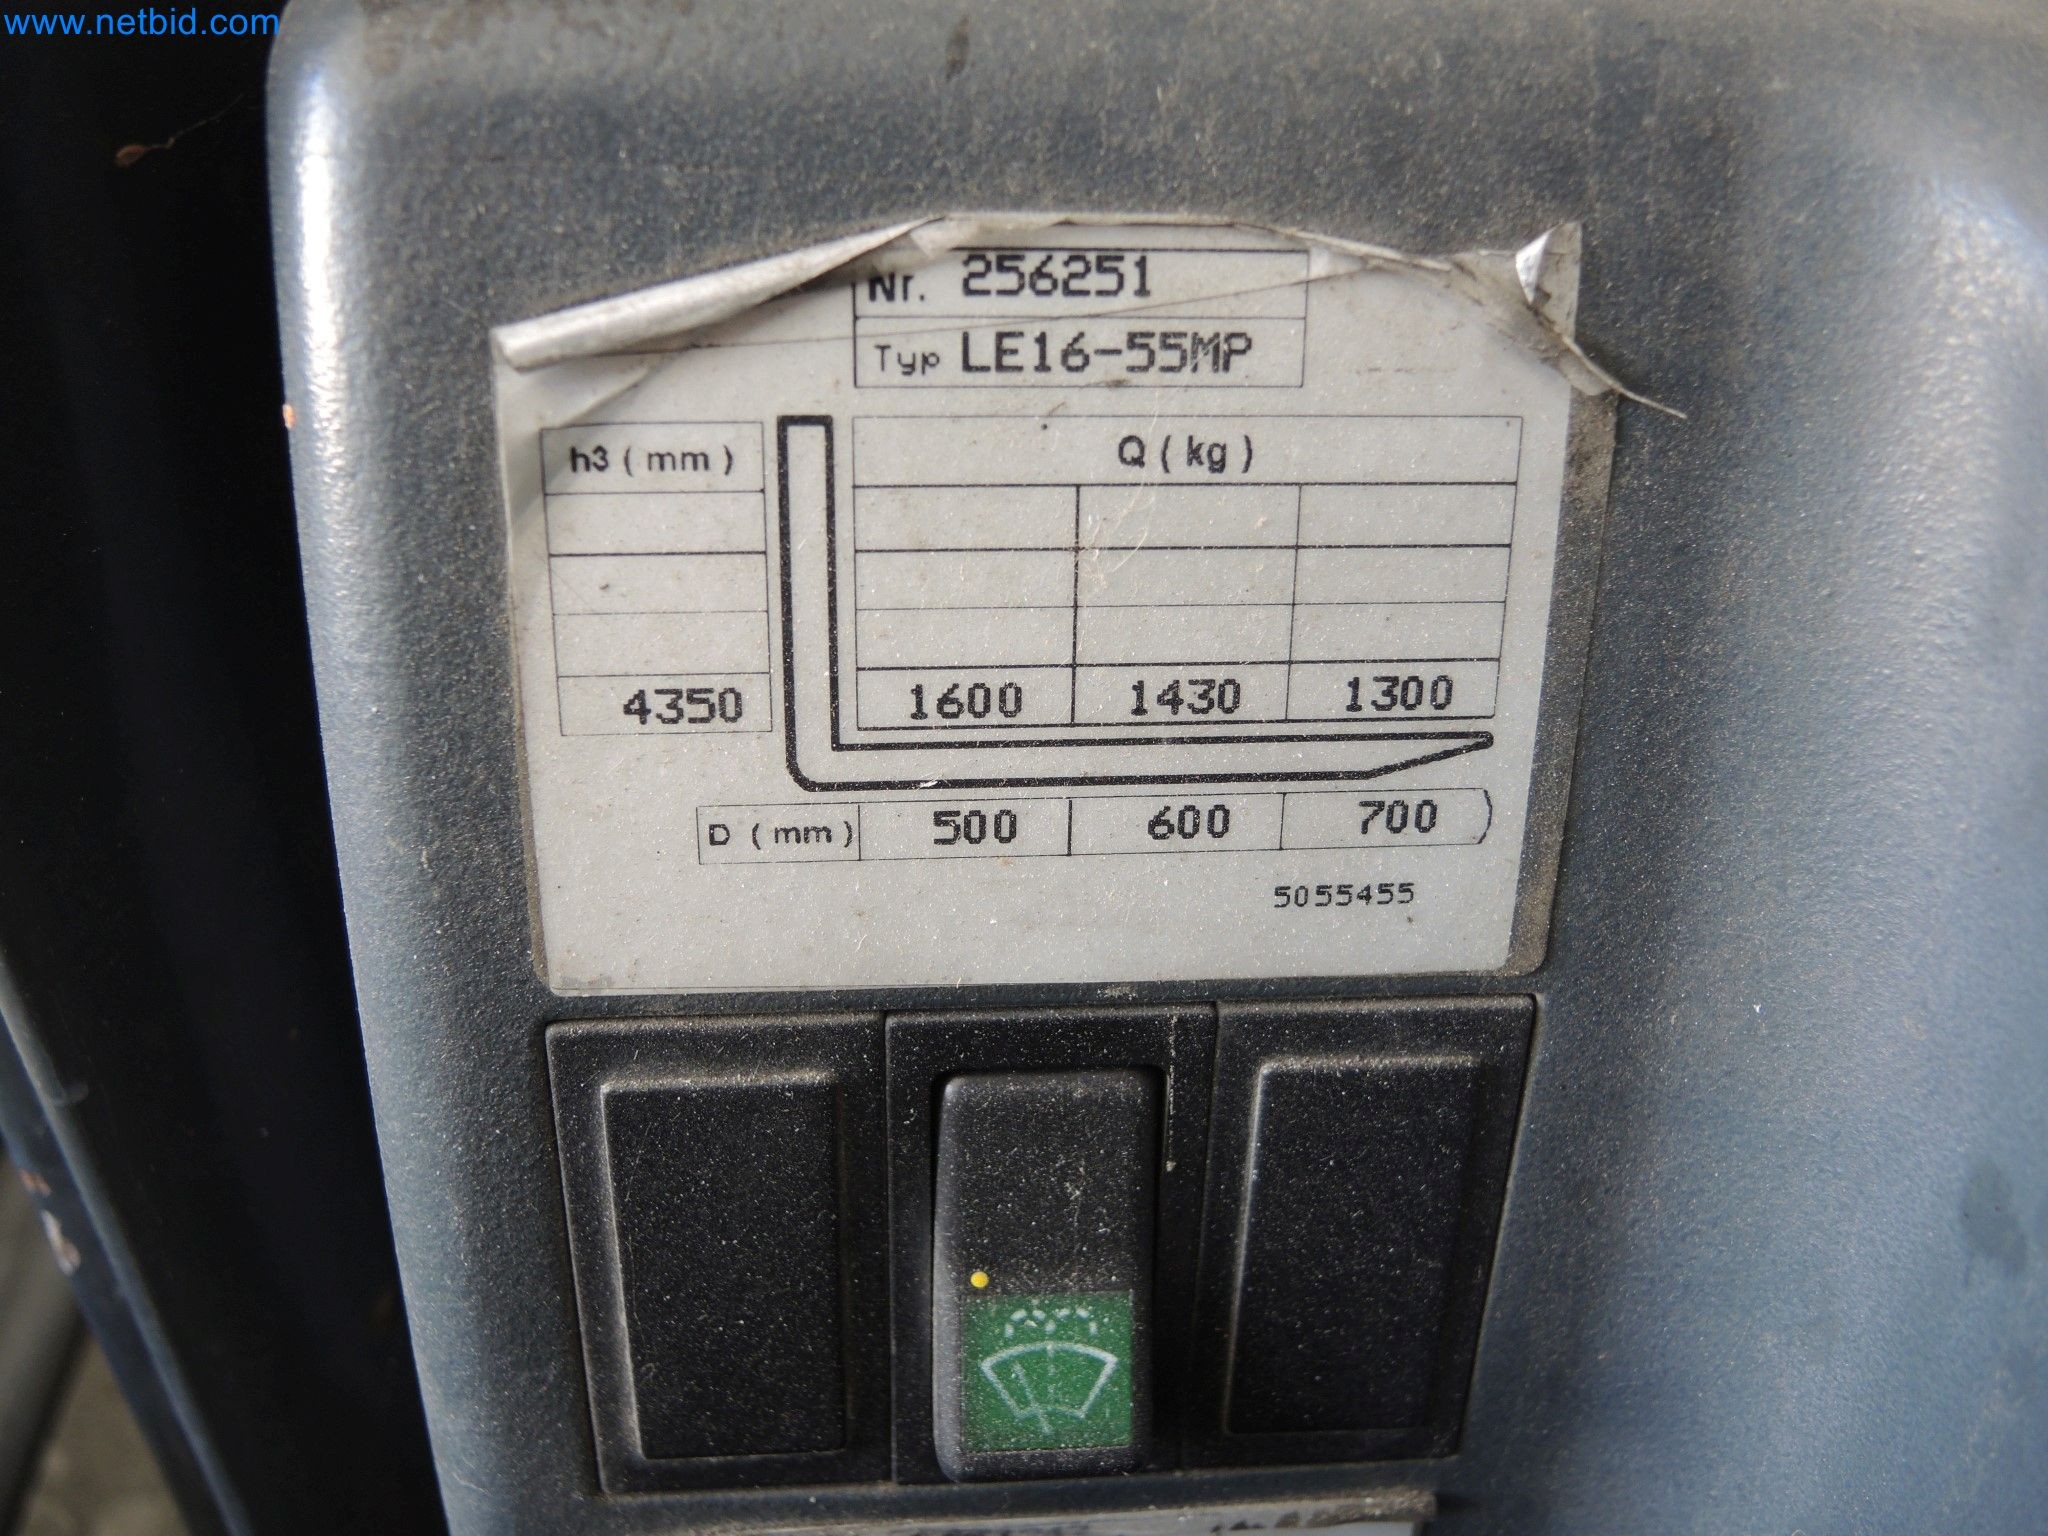 www.netbid.com
Nr. 256251
Typ LE16-55MP
h3 ( mm ) Q ( kg )
4350 1600 1430 1300
D ( mm ) 500 600 700
5055455